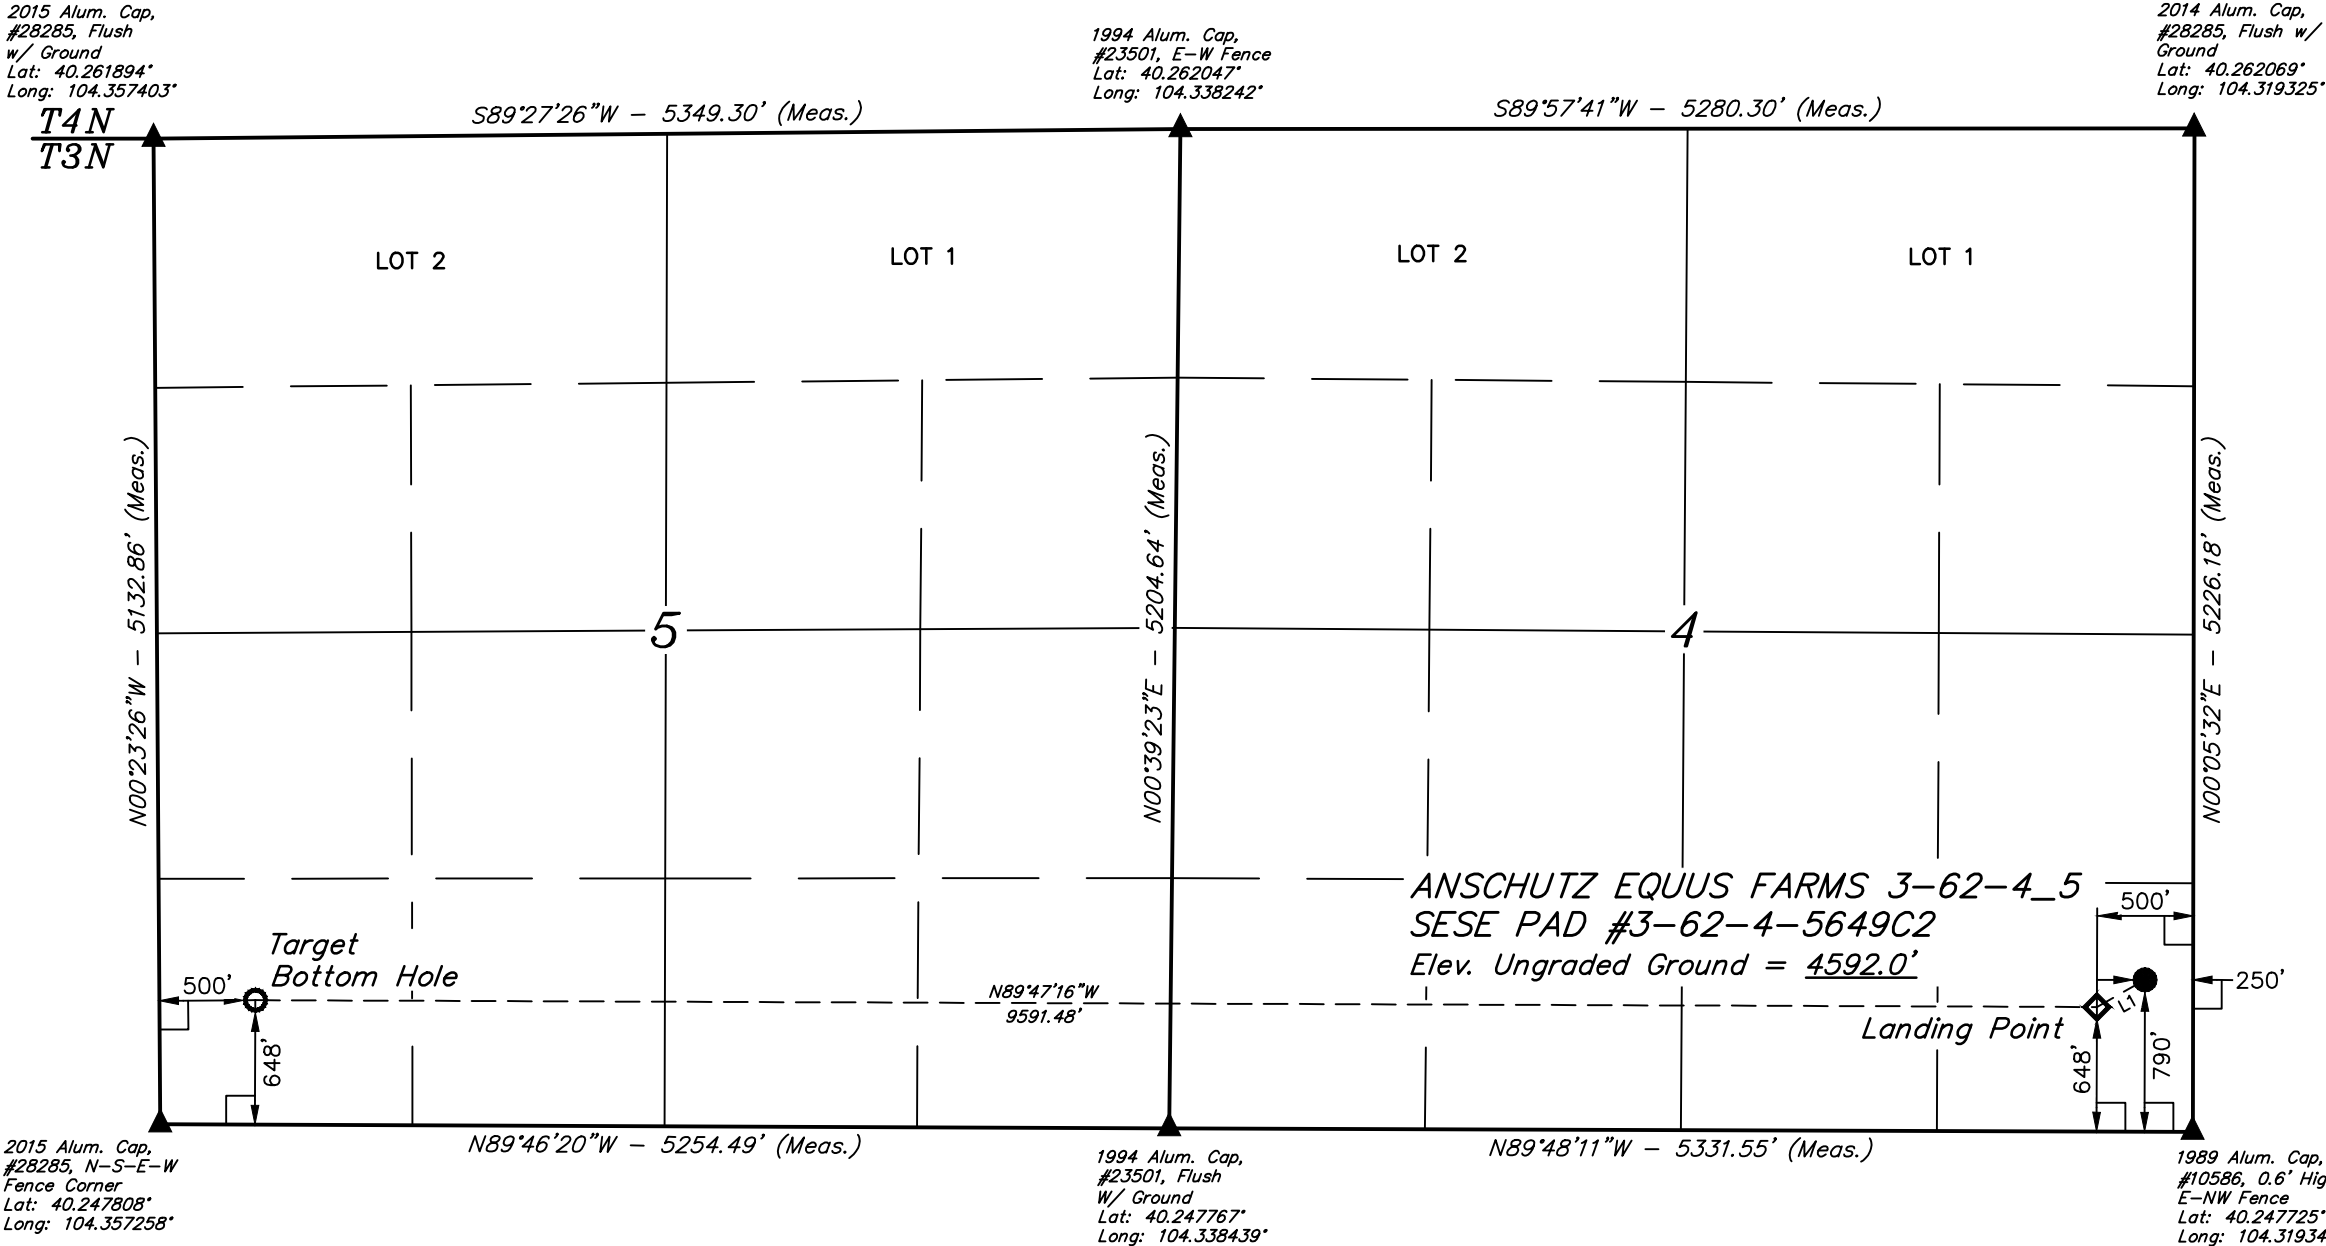 2015 Alum. Cap,
#28285, Flush
w/ Ground
Lat: 40.261894°
Long: 104.357403°
1994 Alum. Cap,
#23501, E-W Fence
Lat: 40.262047°
Long: 104.338242°
2014 Alum. Cap,
#28285, Flush w/
Ground
Lat: 40.262069°
Long: 104.319325°
T4N
T3N
S89°27'26"W - 5349.30' (Meas.)
S89°57'41"W - 5280.30' (Meas.)
LOT 2
LOT 1
LOT 2
LOT 1
N00°23'26"W - 5132.86' (Meas.)
N00°39'23"E - 5204.64' (Meas.)
N00°05'32"E - 5226.18' (Meas.)
5
4
ANSCHUTZ EQUUS FARMS 3-62-4_5
SESE PAD #3-62-4-5649C2
Elev. Ungraded Ground = 4592.0'
500'
250'
Target
Bottom Hole
500'
648'
N89°47'16"W
9591.48'
L1
Landing Point
648'
790'
N89°46'20"W - 5254.49' (Meas.)
N89°48'11"W - 5331.55' (Meas.)
2015 Alum. Cap,
#28285, N-S-E-W
Fence Corner
Lat: 40.247808°
Long: 104.357258°
1994 Alum. Cap,
#23501, Flush
W/ Ground
Lat: 40.247767°
Long: 104.338439°
1989 Alum. Cap,
#10586, 0.6' Hig
E-NW Fence
Lat: 40.247725°
Long: 104.31934